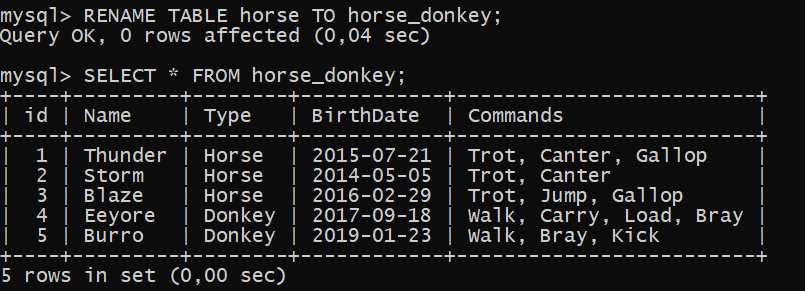 mysql> RENAME TABLE horse TO horse_donkey;
Query OK, 0 rows affected (0,04 sec)
mysql> SELECT * FROM horse_donkey;
+----+---------+--------+------------+-------------------------+
| id | Name    | Type   | BirthDate  | Commands                |
+----+---------+--------+------------+-------------------------+
|  1 | Thunder | Horse  | 2015-07-21 | Trot, Canter, Gallop    |
|  2 | Storm   | Horse  | 2014-05-05 | Trot, Canter            |
|  3 | Blaze   | Horse  | 2016-02-29 | Trot, Jump, Gallop      |
|  4 | Eeyore  | Donkey | 2017-09-18 | Walk, Carry, Load, Bray |
|  5 | Burro   | Donkey | 2019-01-23 | Walk, Bray, Kick        |
+----+---------+--------+------------+-------------------------+
5 rows in set (0,00 sec)